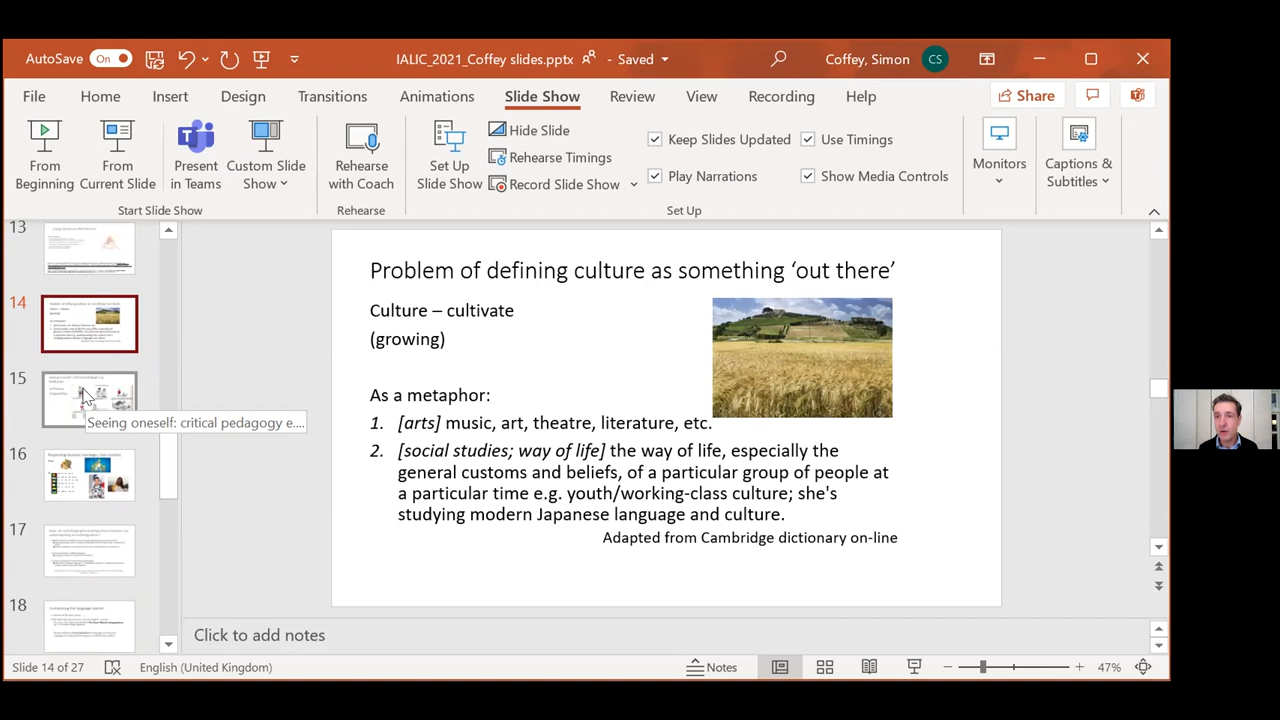 AutoSave On
IALIC_2021_Coffey slides.pptx - Saved
Coffey, Simon CS
File Home Insert Design Transitions Animations Slide Show Review View Recording Help
Share
From Beginning
From Current Slide
Present in Teams
Custom Slide Show
Start Slide Show
Rehearse with Coach
Rehearse
Set Up Slide Show
Hide Slide
Rehearse Timings
Record Slide Show
Keep Slides Updated
Use Timings
Play Narrations
Show Media Controls
Set Up
Monitors
Captions & Subtitles
13
14
15
Seeing oneself: critical pedagogy e....
16
17
18
Problem of defining culture as something ‘out there’
Culture – cultivate
(growing)
As a metaphor:
1. [arts] music, art, theatre, literature, etc.
2. [social studies; way of life] the way of life, especially the
general customs and beliefs, of a particular group of people at
a particular time e.g. youth/working-class culture; she's
studying modern Japanese language and culture.
Adapted from Cambridge dictionary on-line
Click to add notes
Slide 14 of 27
English (United Kingdom)
Notes
47%